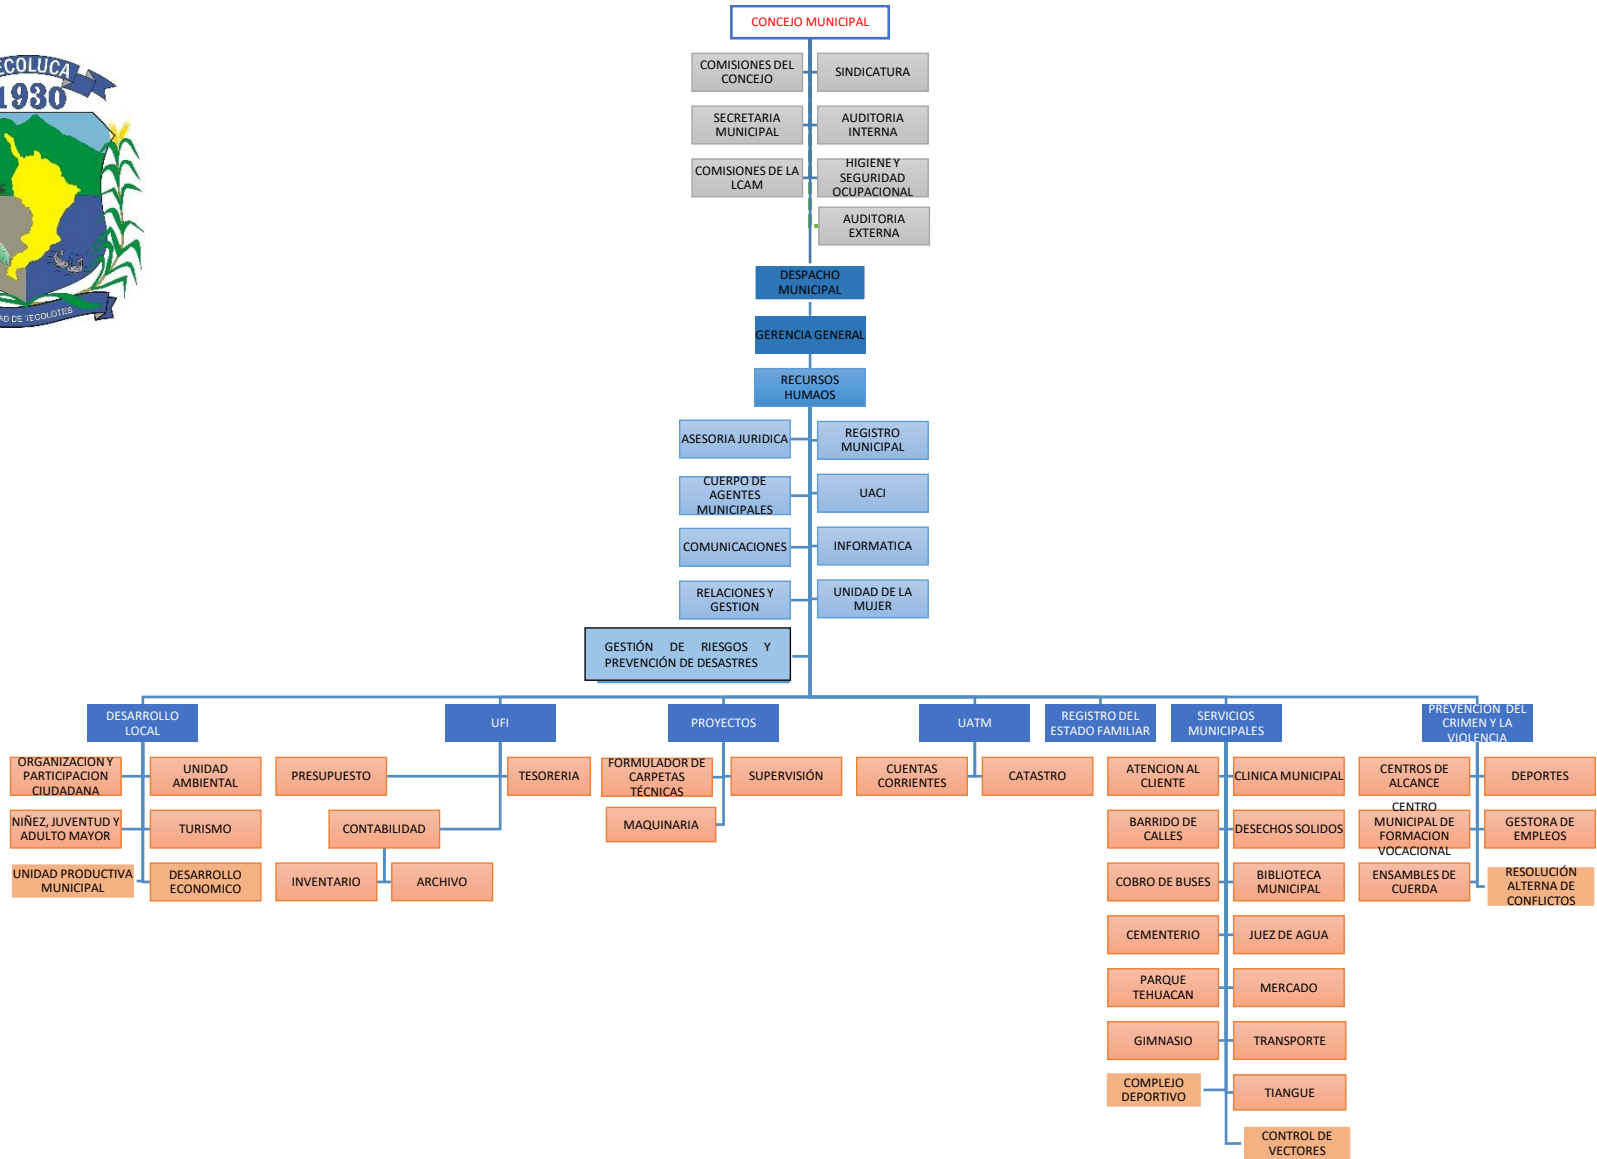 CONCEJO MUNICIPAL
ECOLUCA
1930
AD DE TECOLOTES
COMISIONES DEL
CONCEJO
SINDICATURA
SECRETARIA
MUNICIPAL
AUDITORIA
INTERNA
COMISIONES DE LA
LCAM
HIGIENE Y
SEGURIDAD
OCUPACIONAL
AUDITORIA
EXTERNA
DESPACHO
MUNICIPAL
GERENCIA GENERAL
RECURSOS
HUMAOS
ASESORIA JURIDICA
REGISTRO
MUNICIPAL
CUERPO DE
AGENTES
MUNICIPALES
UACI
COMUNICACIONES
INFORMATICA
RELACIONES Y
GESTION
UNIDAD DE LA
MUJER
GESTIÓN DE RIESGOS Y
PREVENCIÓN DE DESASTRES
DESARROLLO
LOCAL
UFI
PROYECTOS
UATM
REGISTRO DEL
ESTADO FAMILIAR
SERVICIOS
MUNICIPALES
PREVENCION DEL
CRIMEN Y LA
VIOLENCIA
ORGANIZACION Y
PARTICIPACION
CIUDADANA
UNIDAD
AMBIENTAL
NIÑEZ, JUVENTUD Y
ADULTO MAYOR
TURISMO
UNIDAD PRODUCTIVA
MUNICIPAL
DESARROLLO
ECONOMICO
PRESUPUESTO
TESORERIA
CONTABILIDAD
INVENTARIO
ARCHIVO
FORMULADOR DE
CARPETAS
TÉCNICAS
SUPERVISIÓN
MAQUINARIA
CUENTAS
CORRIENTES
CATASTRO
ATENCION AL
CLIENTE
CLINICA MUNICIPAL
BARRIDO DE
CALLES
DESECHOS SOLIDOS
COBRO DE BUSES
BIBLIOTECA
MUNICIPAL
CEMENTERIO
JUEZ DE AGUA
PARQUE
TEHUACAN
MERCADO
GIMNASIO
TRANSPORTE
COMPLEJO
DEPORTIVO
TIANGUE
CONTROL DE
VECTORES
CENTROS DE
ALCANCE
DEPORTES
CENTRO
MUNICIPAL DE
FORMACION
VOCACIONAL
GESTORA DE
EMPLEOS
ENSAMBLES DE
CUERDA
RESOLUCIÓN
ALTERNA DE
CONFLICTOS